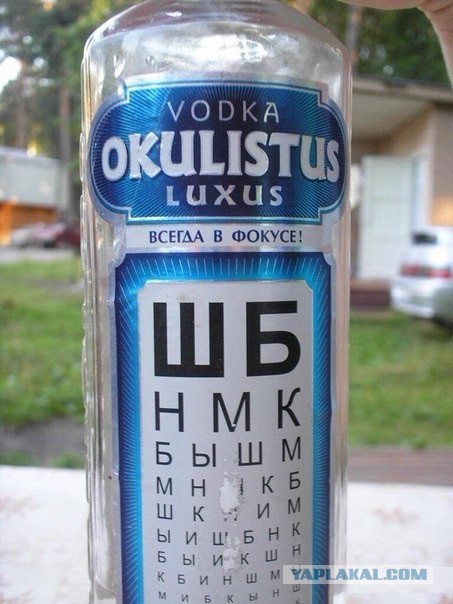 VODKA
OKULISTUS
LUXUS
ВСЕГДА В ФОКУСЕ!
Ш Б
Н М К
Б Ы Ш М
М Н К Б
Ш К И М
Ы И Ш Б Н К
Б Ы И К Ш Н
К Б И Н Ш М
М И Б К Ы Н
YAPLAKAL.COM